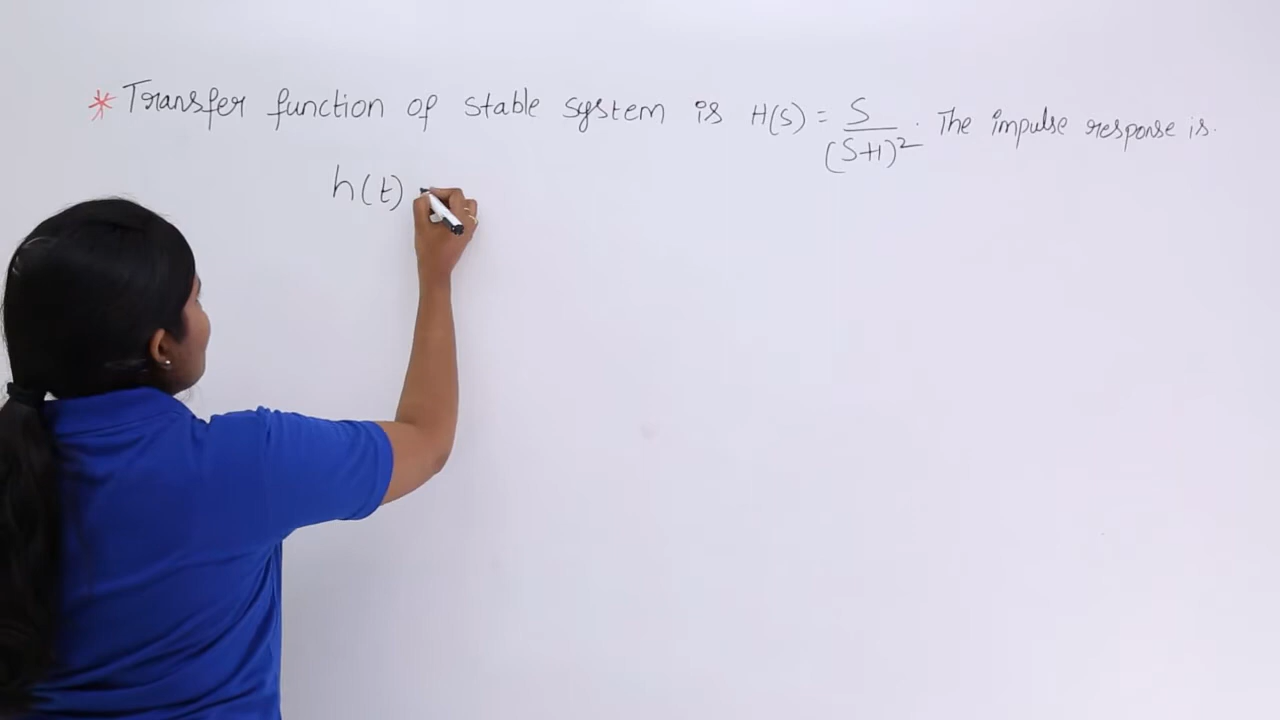 * Transfer function of stable system is H(S) = S/(S+1)². The impulse response is.
h(t)